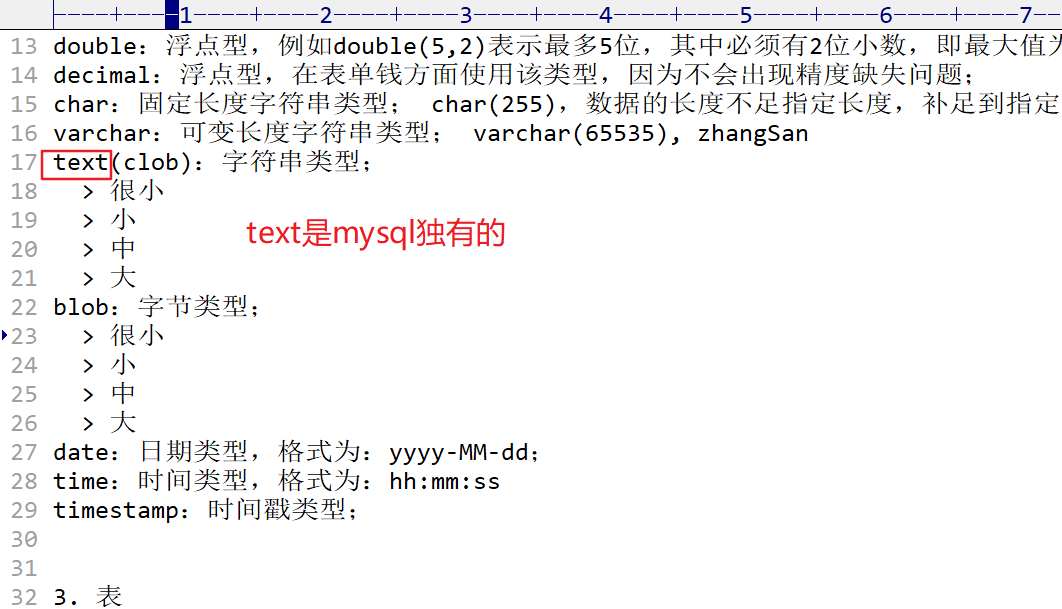 1 2 3 4 5 6 7
13 double：浮点型，例如double(5,2)表示最多5位，其中必须有2位小数，即最大值为
14 decimal：浮点型，在表单钱方面使用该类型，因为不会出现精度缺失问题；
15 char：固定长度字符串类型； char(255)，数据的长度不足指定长度，补足到指定
16 varchar：可变长度字符串类型； varchar(65535), zhangSan
17 text(clob)：字符串类型；
18 > 很小
19 > 小
text是mysql独有的
20 > 中
21 > 大
22 blob：字节类型；
23 > 很小
24 > 小
25 > 中
26 > 大
27 date：日期类型，格式为：yyyy-MM-dd；
28 time：时间类型，格式为：hh:mm:ss
29 timestamp：时间戳类型；
30
31
32 3. 表